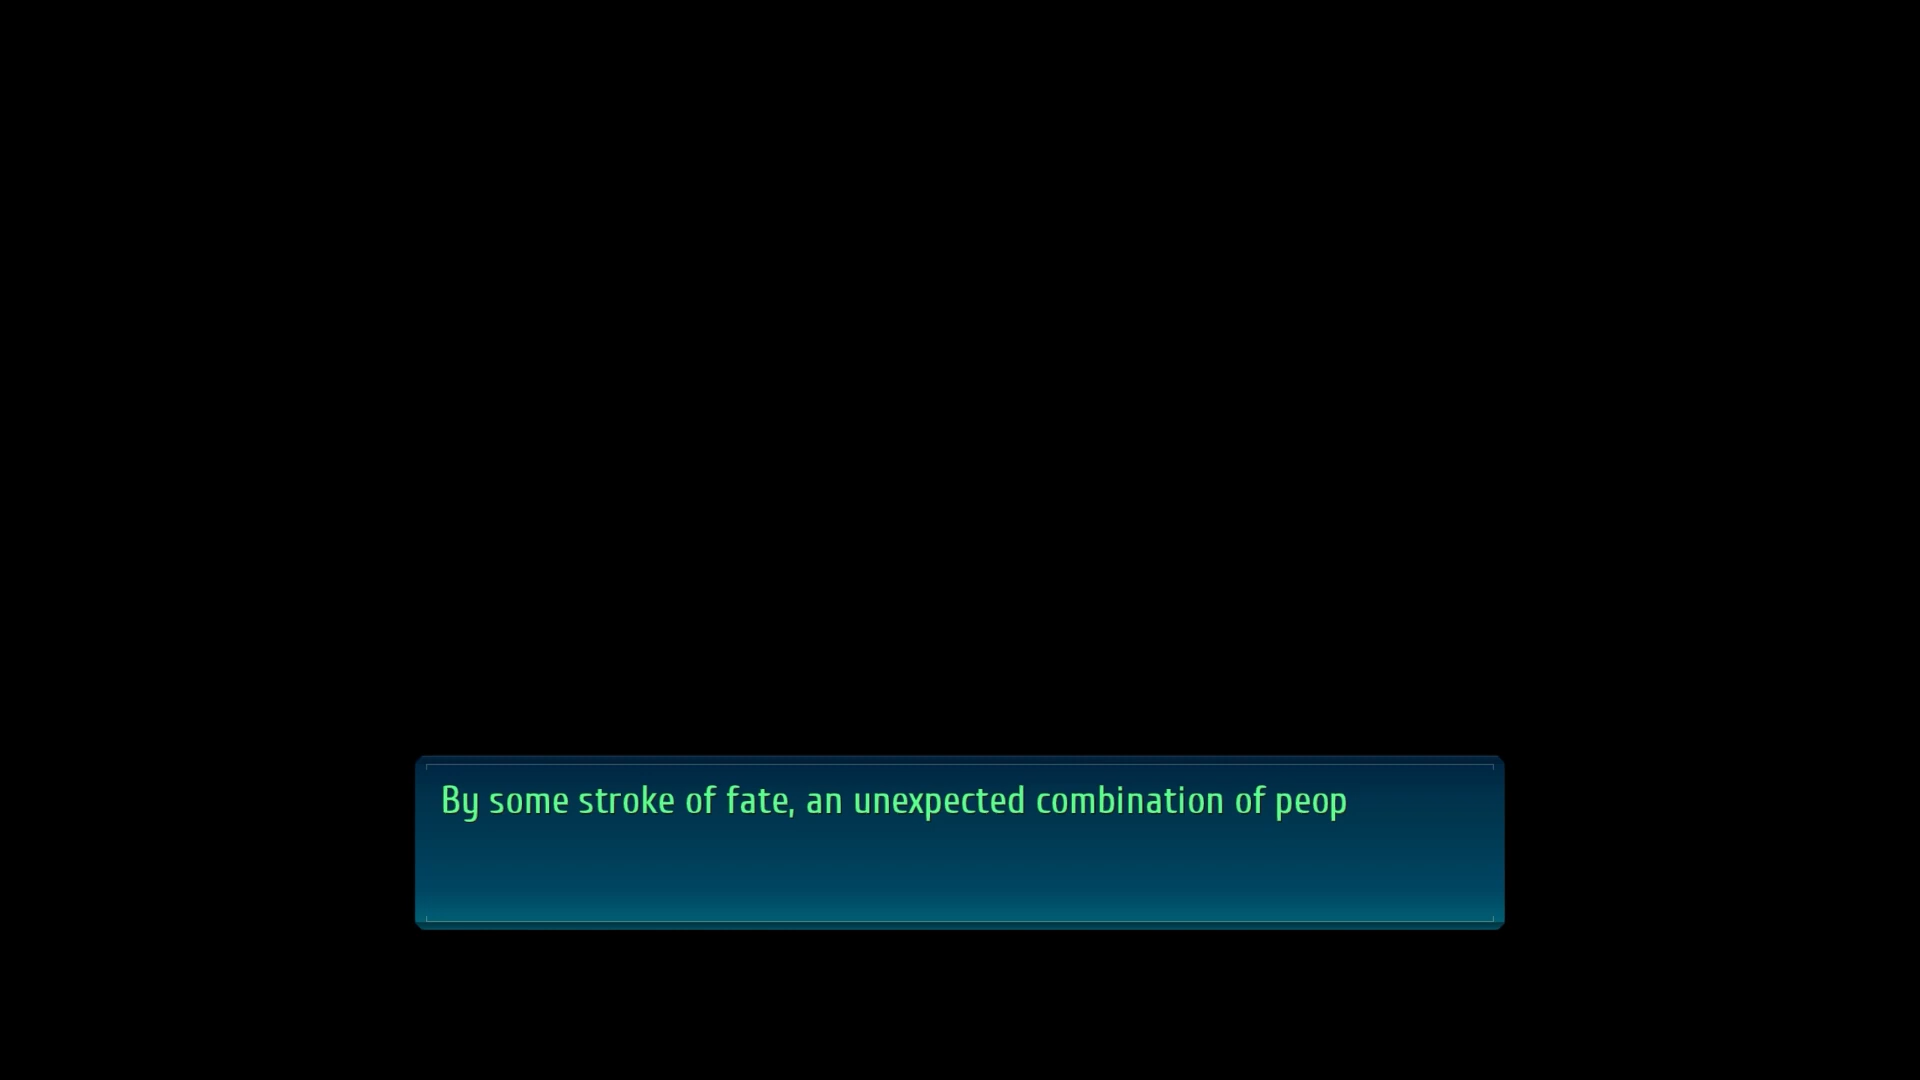 By some stroke of fate, an unexpected combination of peop